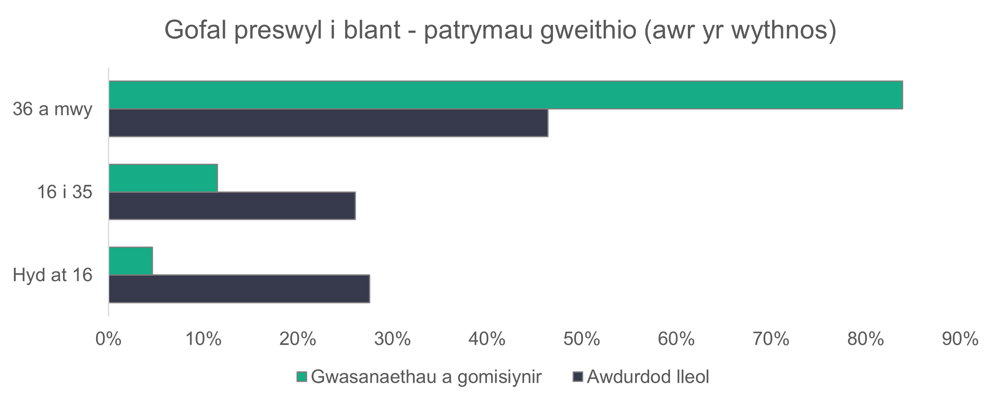 Gofal preswyl i blant - patrymau gweithio (awr yr wythnos)
36 a mwy
16 i 35
Hyd at 16
0% 10% 20% 30% 40% 50% 60% 70% 80% 90%
Gwasanaethau a gomisiynir Awdurdod lleol